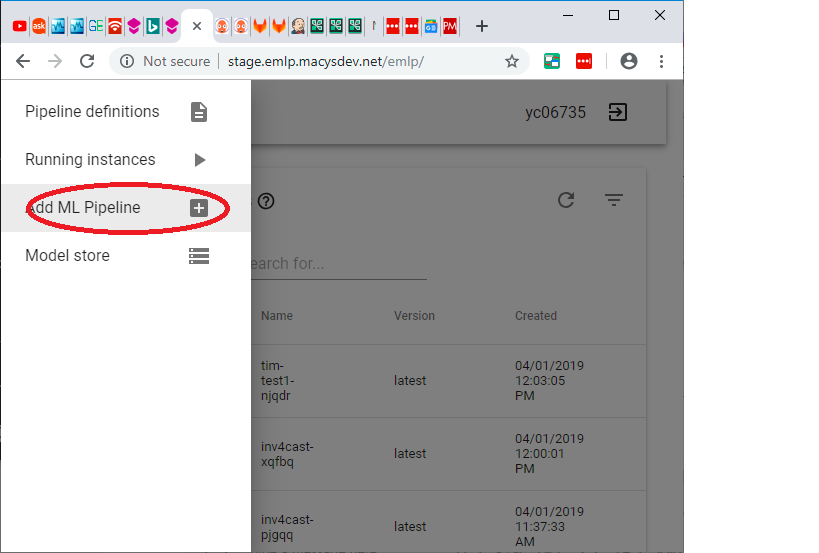 ask
GE
PM
Not secure
stage.emlp.macysdev.net/emlp/
Pipeline definitions
yc06735
Running instances
Add ML Pipeline
Model store
earch for...
Name Version Created
tim-
test1-
njqdr
latest
04/01/2019
12:03:05
PM
inv4cast-
xqfbq
latest
04/01/2019
12:00:01
PM
inv4cast-
pjgqq
latest
04/01/2019
11:37:33
AM